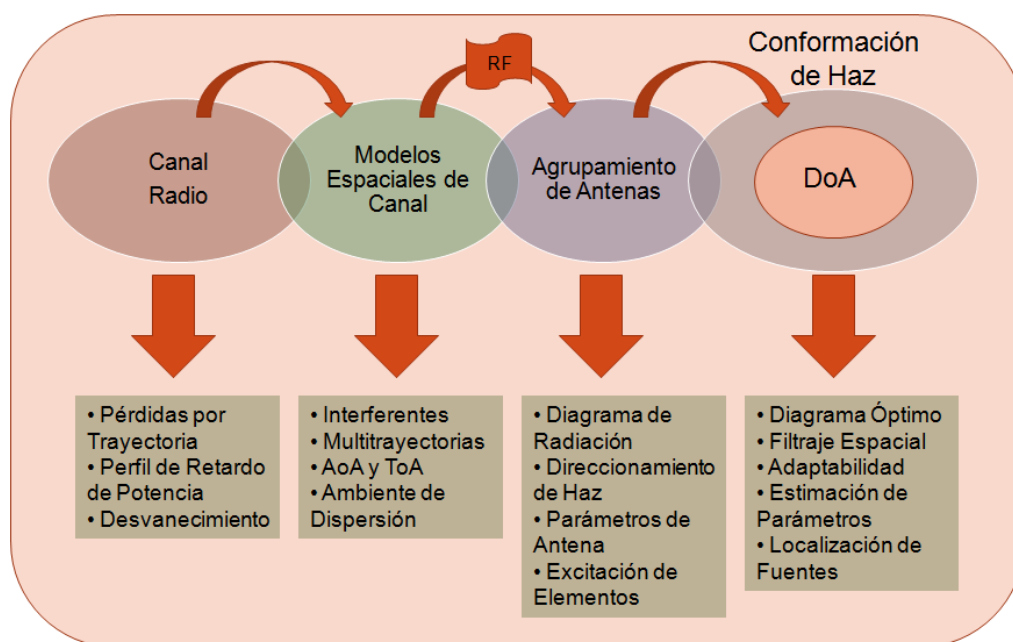 Conformación
de Haz
RF
Canal
Radio
Modelos
Espaciales de
Canal
Agrupamiento
de Antenas
DoA
• Pérdidas por
Trayectoria
• Perfil de Retardo
de Potencia
• Desvanecimiento
• Interferentes
• Multitrayectorias
• AoA y ToA
• Ambiente de
Dispersión
• Diagrama de
Radiación
• Direccionamiento
de Haz
• Parámetros de
Antena
• Excitación de
Elementos
• Diagrama Óptimo
• Filtraje Espacial
• Adaptabilidad
• Estimación de
Parámetros
• Localización de
Fuentes